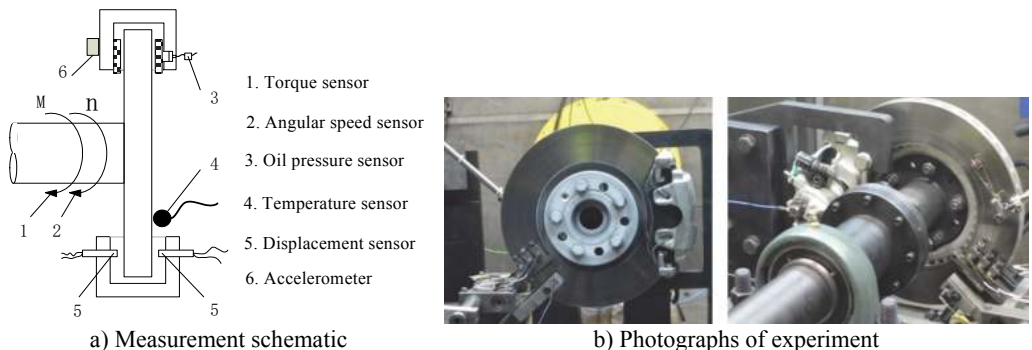 6
3
M
n
4
1
2
5
5
1. Torque sensor
2. Angular speed sensor
3. Oil pressure sensor
4. Temperature sensor
5. Displacement sensor
6. Accelerometer
a) Measurement schematic
b) Photographs of experiment